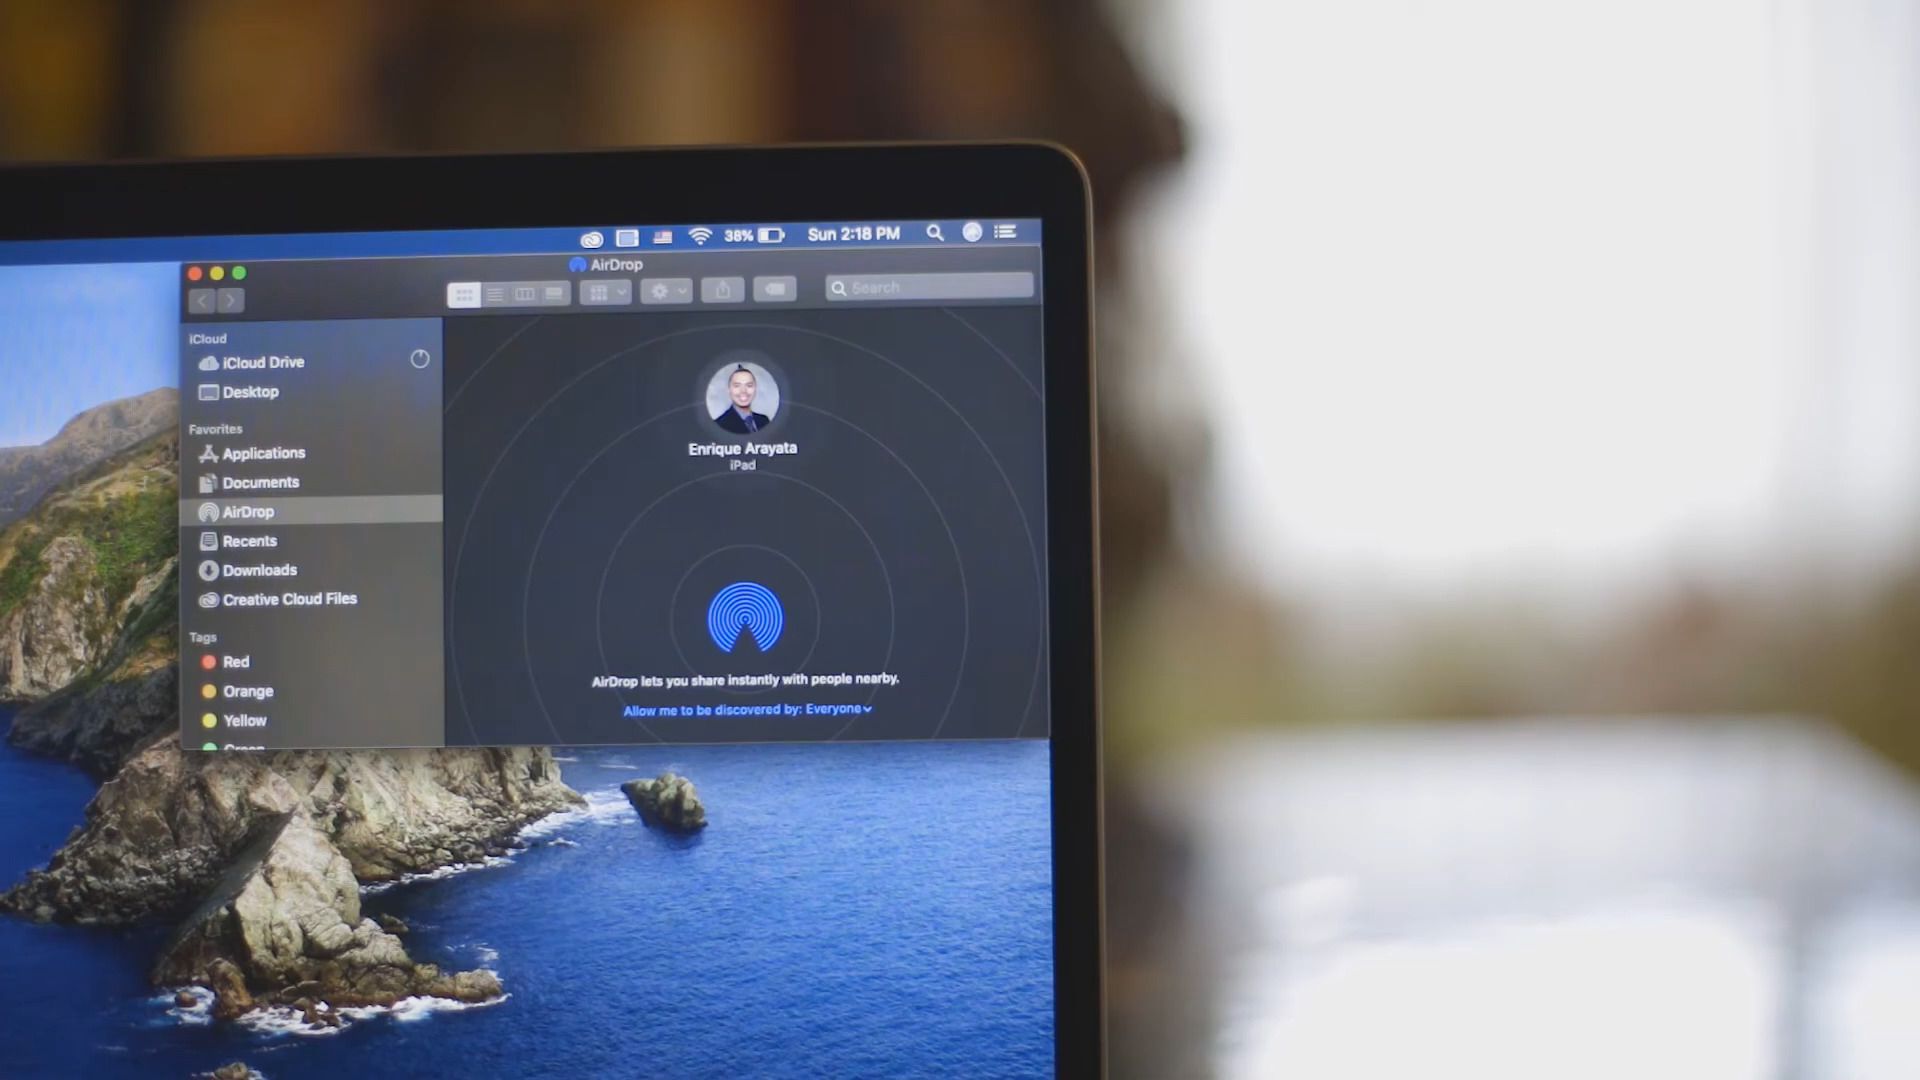 38% Sun 2:18 PM
AirDrop
Search
iCloud
iCloud Drive
Desktop
Favorites
Applications
Documents
AirDrop
Recents
Downloads
Creative Cloud Files
Tags
Red
Orange
Yellow
Green
Enrique Arayata
iPad
AirDrop lets you share instantly with people nearby.
Allow me to be discovered by: Everyone